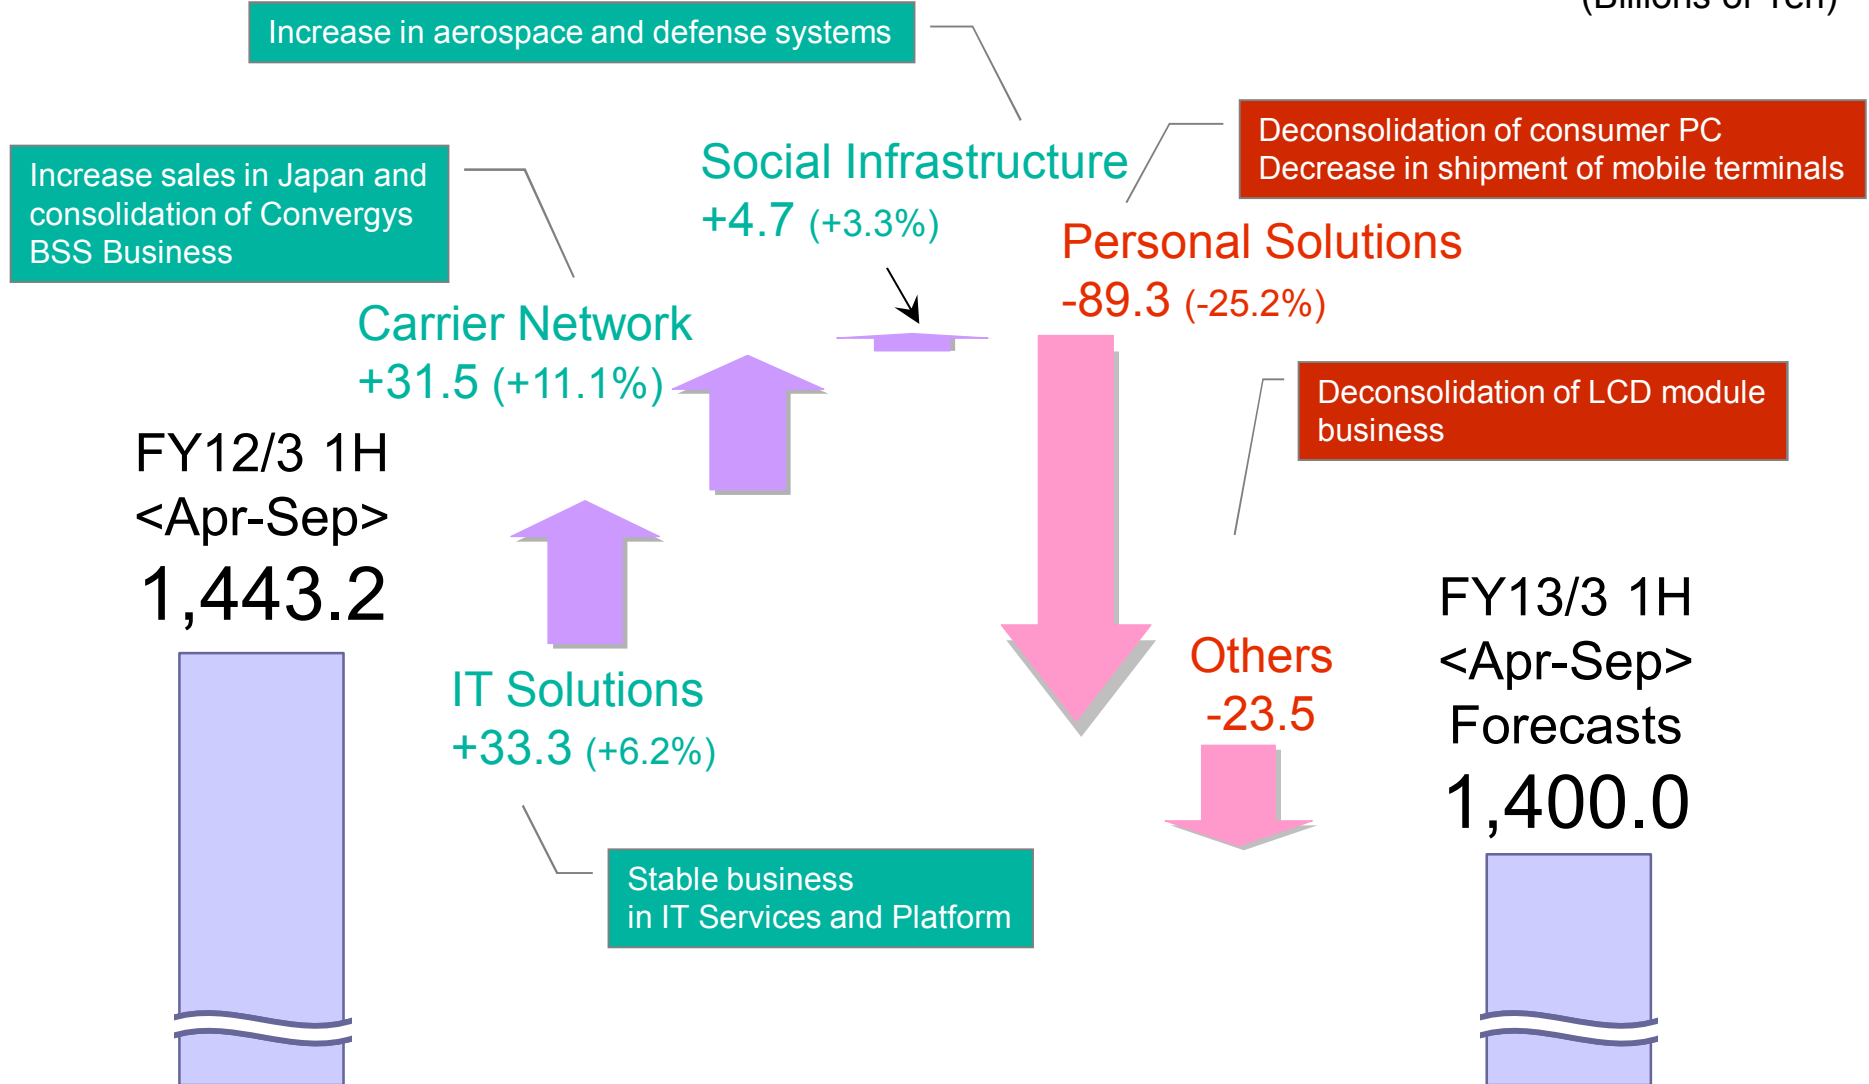 (Billions of Yen)
Increase in aerospace and defense systems
Deconsolidation of consumer PC
Decrease in shipment of mobile terminals
Increase sales in Japan and
consolidation of Convergys
BSS Business
Social Infrastructure
+4.7 (+3.3%)
Personal Solutions
-89.3 (-25.2%)
Carrier Network
+31.5 (+11.1%)
Deconsolidation of LCD module
business
FY12/3 1H
<Apr-Sep>
1,443.2
IT Solutions
+33.3 (+6.2%)
Others
-23.5
FY13/3 1H
<Apr-Sep>
Forecasts
1,400.0
Stable business
in IT Services and Platform